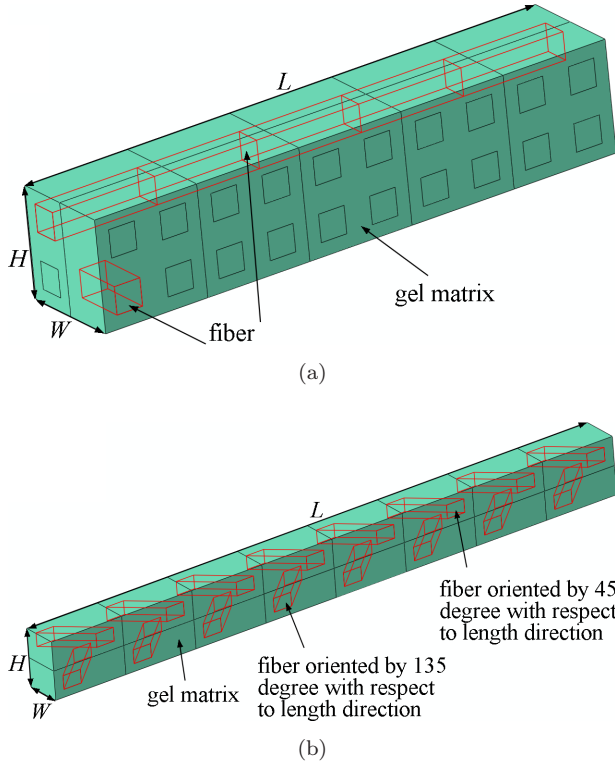 L
H
W
gel matrix
fiber
(a)
L
H
W
fiber oriented by 45
degree with respect
to length direction
gel matrix
fiber oriented by 135
degree with respect
to length direction
(b)